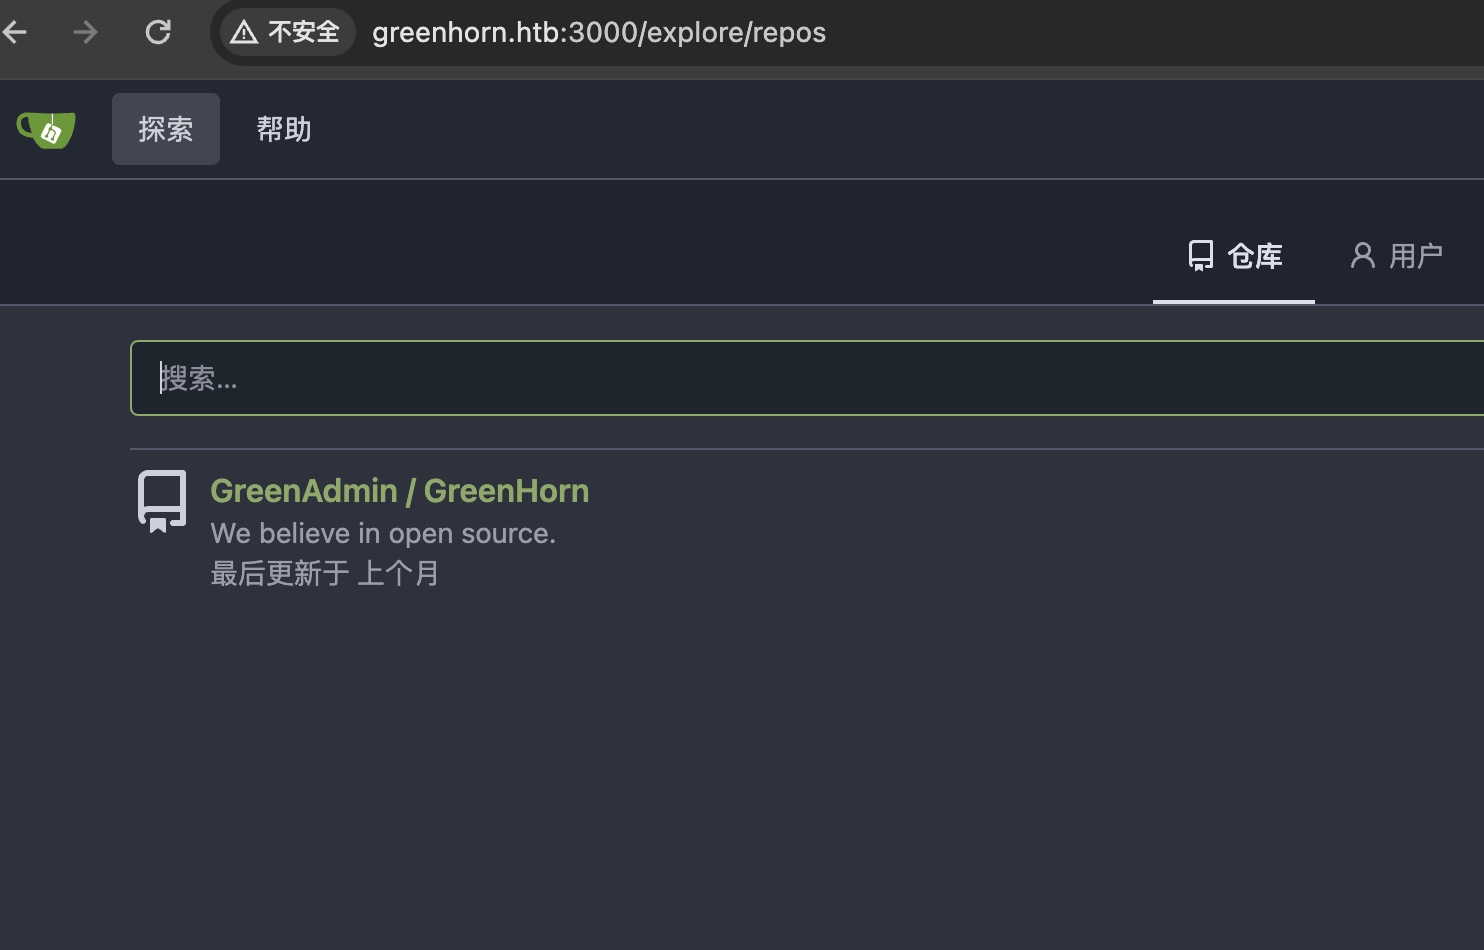 不安全 greenhorn.htb:3000/explore/repos
探索 帮助
仓库 用户
搜索...
GreenAdmin / GreenHorn
We believe in open source.
最后更新于 上个月